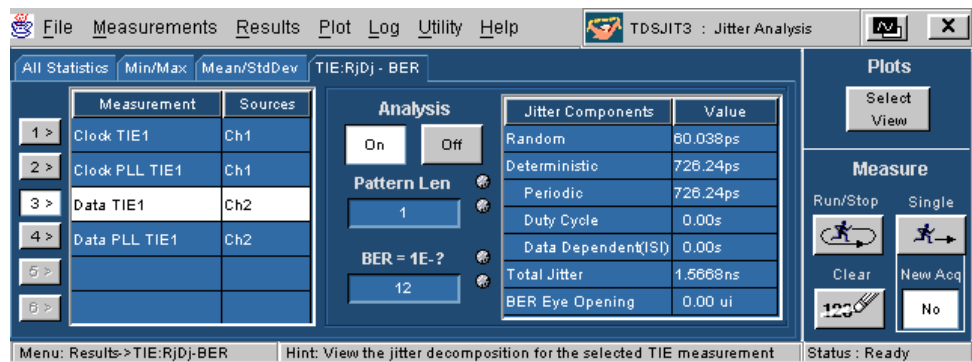 File Measurements Results Plot Log Utility Help TDSJIT3 : Jitter Analysis X
All Statistics Min/Max Mean/StdDev TIE:RjDj - BER
Measurement Sources
1 > Clock TIE1 Ch1
2 > Clock PLL TIE1 Ch1
3 > Data TIE1 Ch2
4 > Data PLL TIE1 Ch2
5 >
6 >
Analysis
On Off
Pattern Len
1
BER = 1E-?
12
Jitter Components Value
Random 60.038ps
Deterministic 726.24ps
Periodic 726.24ps
Duty Cycle 0.00s
Data Dependent(ISI) 0.00s
Total Jitter 1.5668ns
BER Eye Opening 0.00 ui
Plots
Select
View
Measure
Run/Stop Single
Clear New Acq
123 No
Menu: Results->TIE:RjDj-BER Hint: View the jitter decomposition for the selected TIE measurement Status : Ready